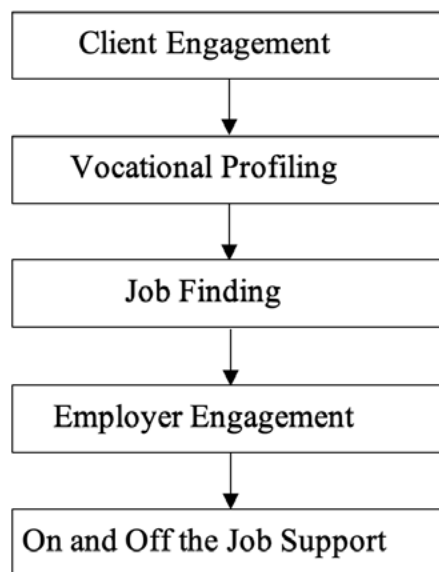 Client Engagement
Vocational Profiling
Job Finding
Employer Engagement
On and Off the Job Support